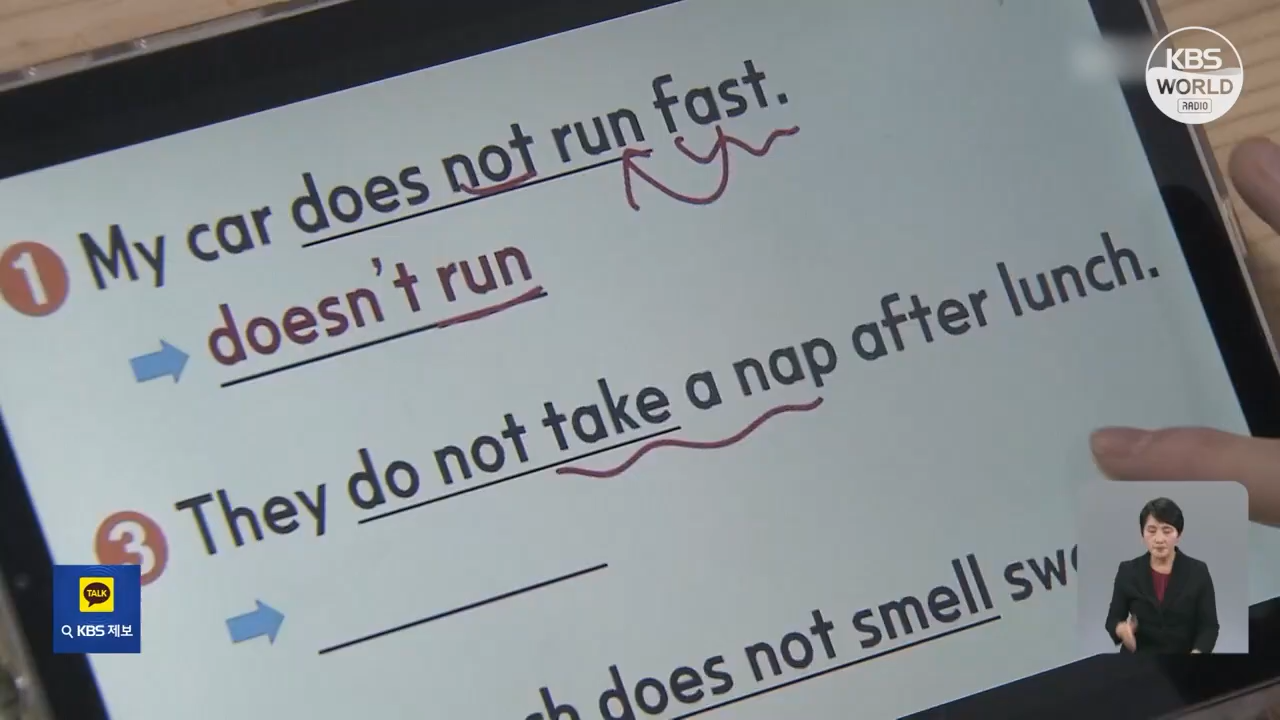 KBS
WORLD
RADIO
1 My car does not run fast.
doesn't run
3 They do not take a nap after lunch.
does not smell
TALK
KBS 제보